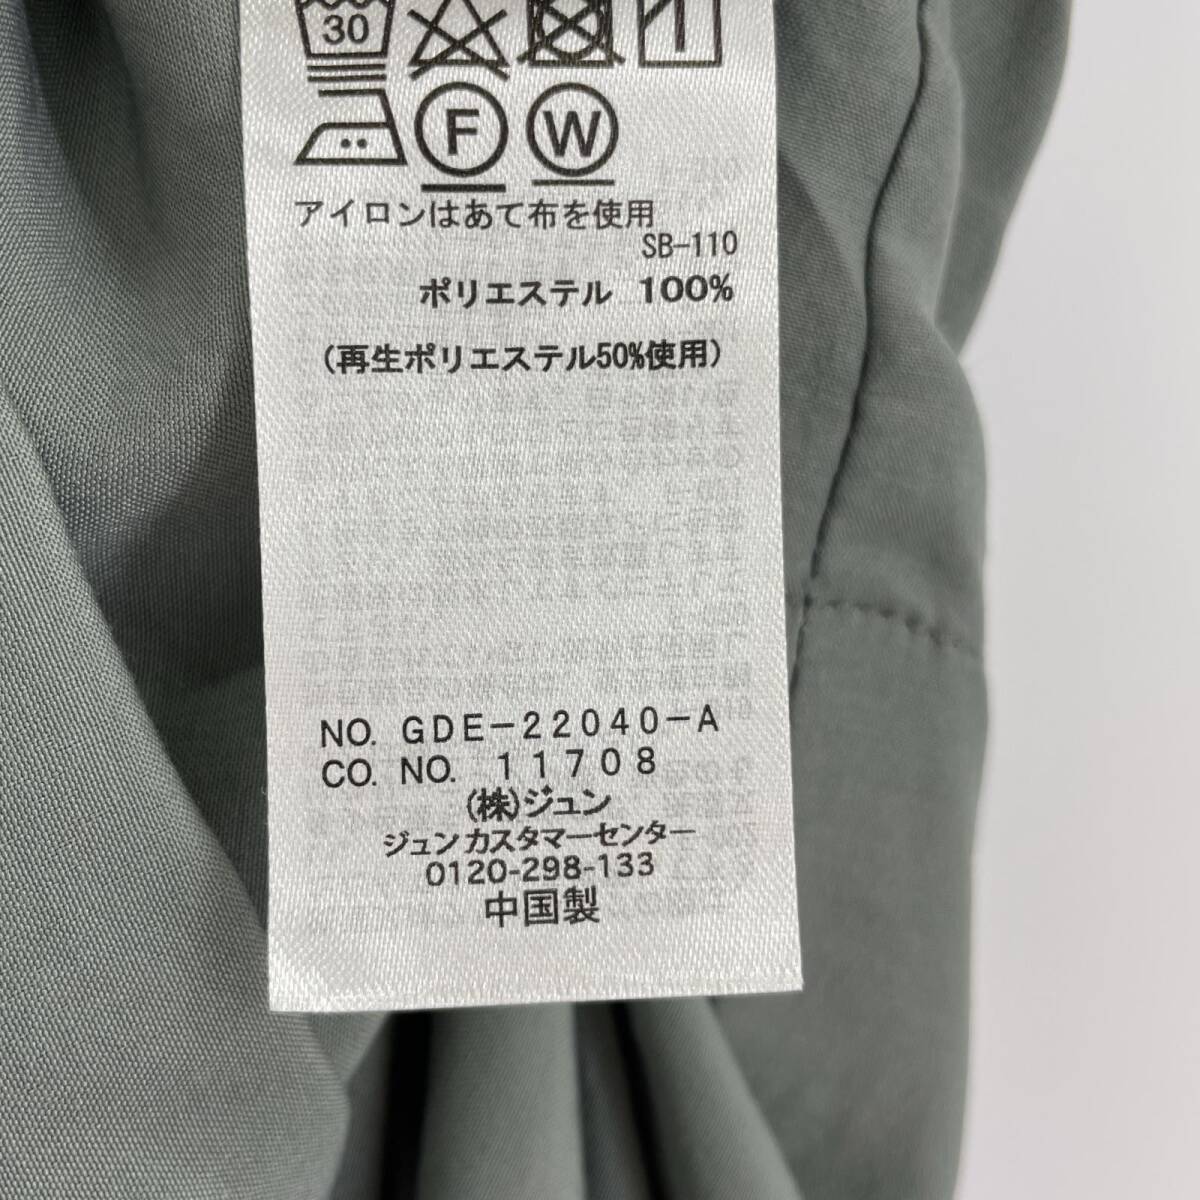 30
F W
アイロンはあて布を使用
SB-110
ポリエステル 100%
(再生ポリエステル50%使用)
NO. GDE-22040-A
CO. NO. 11708
(株)ジュン
ジュンカスタマーセンター
0120-298-133
中国製